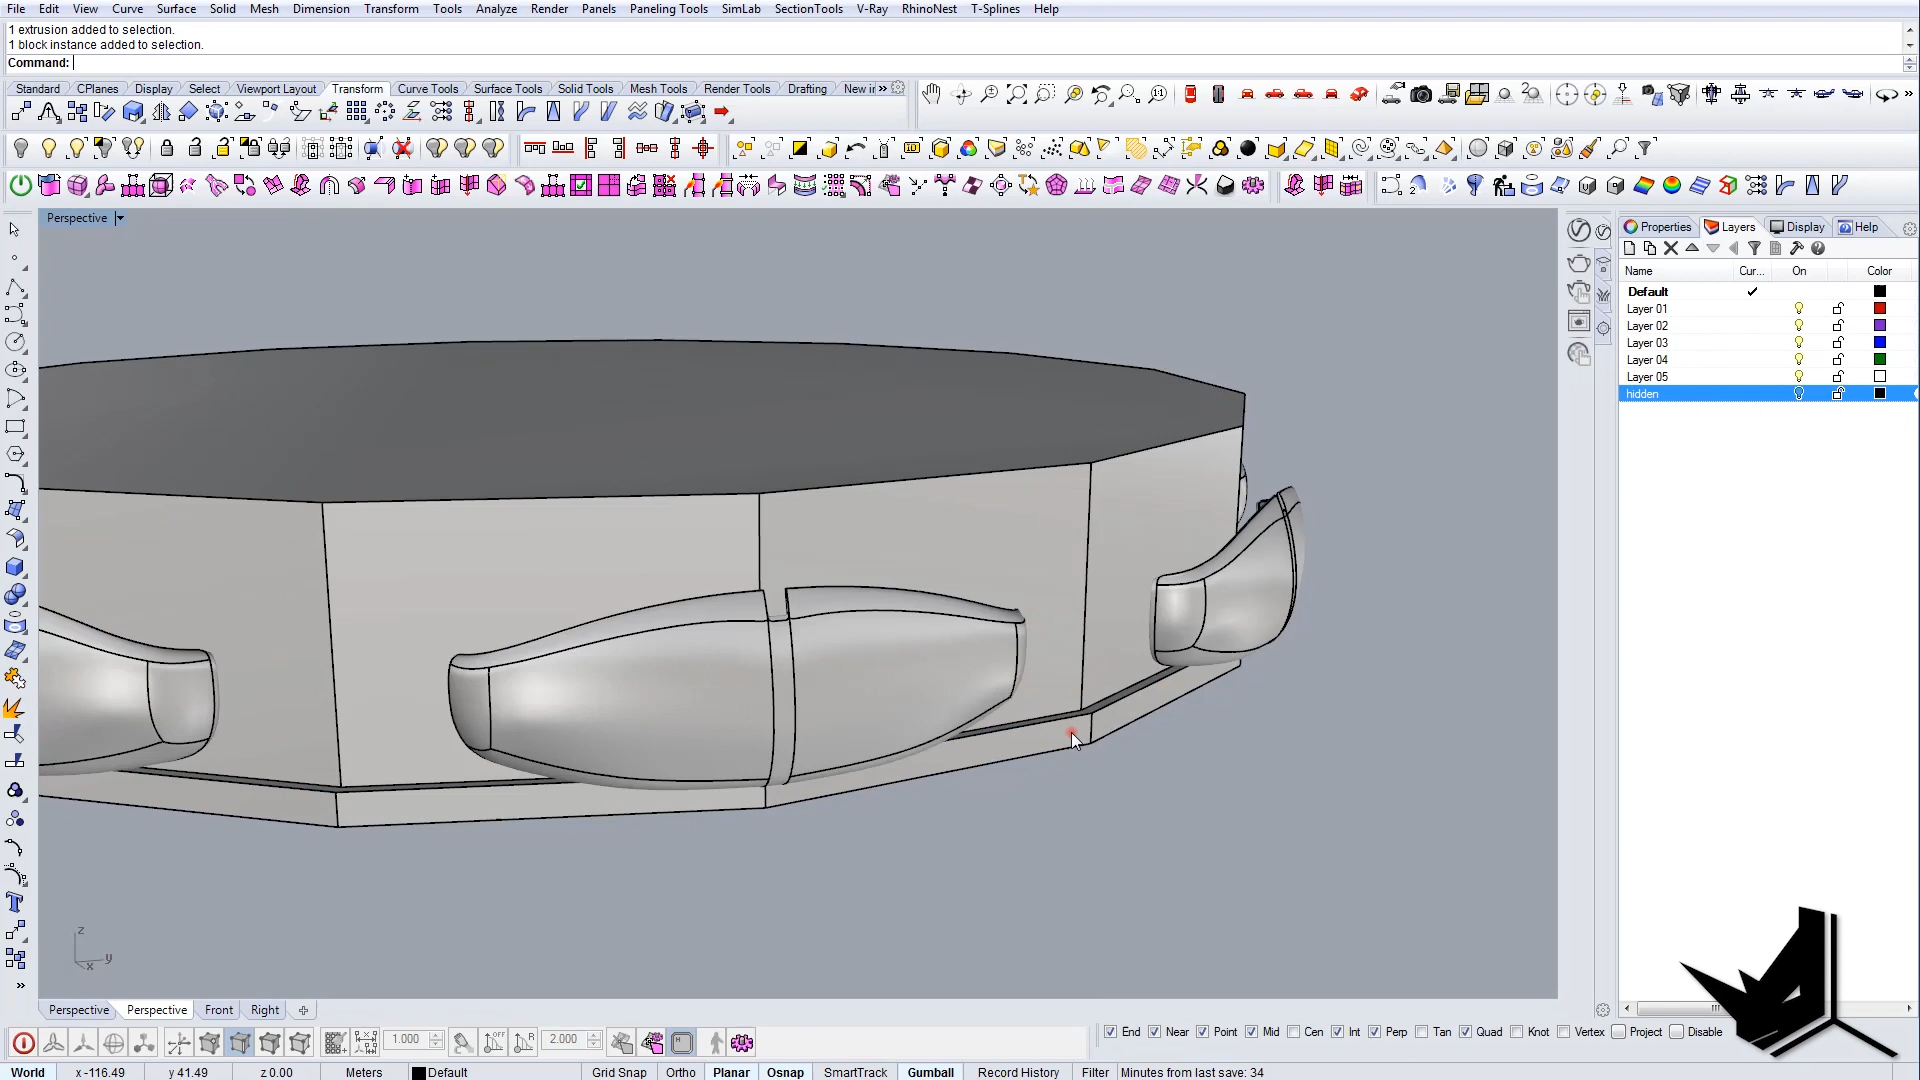 File Edit View Curve Surface Solid Mesh Dimension Transform Tools Analyze Render Panels Paneling Tools SimLab SectionTools V-Ray RhinoNest T-Splines Help
1 extrusion added to selection.
1 block instance added to selection.
Command:
Standard CPlanes Display Select Viewport Layout Transform Curve Tools Surface Tools Solid Tools Mesh Tools Render Tools Drafting New in
Perspective
Properties Layers Display Help
Name Cur... On Color
Default
Layer 01
Layer 02
Layer 03
Layer 04
Layer 05
hidden
z
y
x
Perspective Perspective Front Right
1.000 2.000 End Near Point Mid Cen Int Perp Tan Quad Knot Vertex Project Disable
World x -116.49 y 41.49 z 0.00 Meters Default Grid Snap Ortho Planar Osnap SmartTrack Gumball Record History Filter Minutes from last save: 34